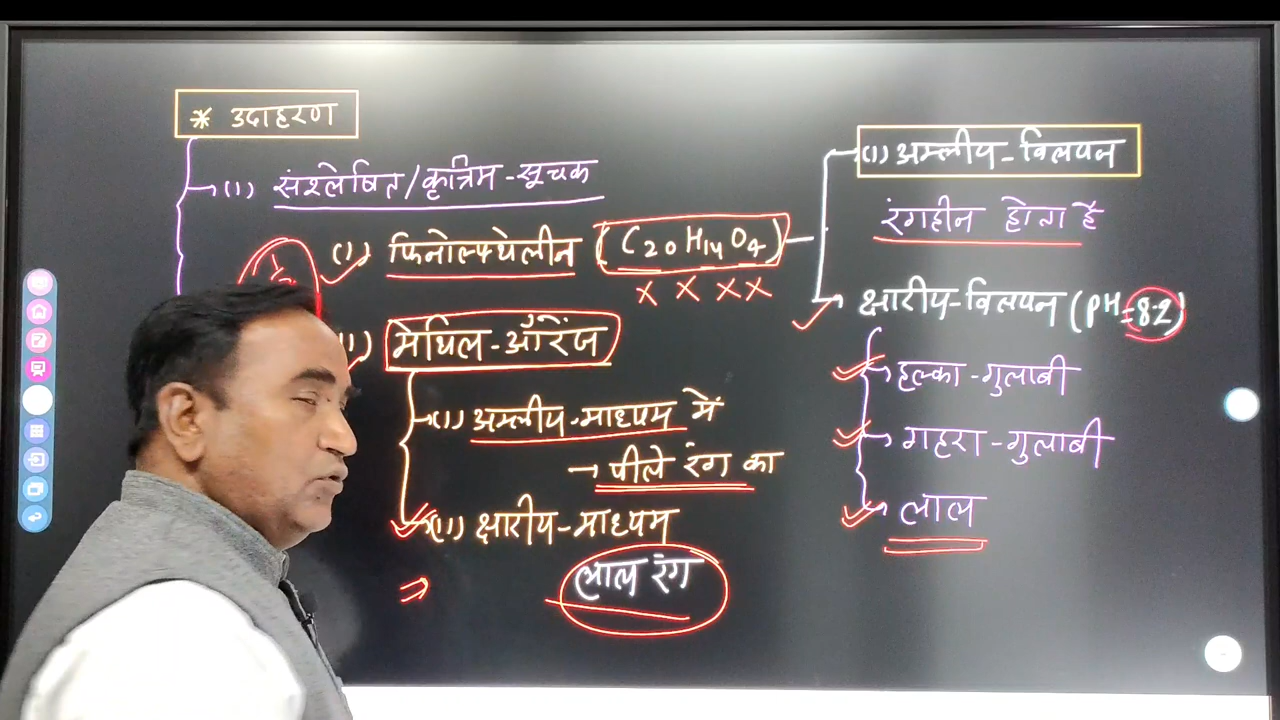 * उदाहरण
(1) संश्लेषित/कृत्रिम-सूचक
(1) फिनोल्फ्थेलीन (C20H14O4)
x x x x
(1) अम्लीय-विलयन
रंगहीन होता है
क्षारीय-विलयन (PH=8.2)
हल्का-गुलाबी
गहरा-गुलाबी
लाल
मेथिल-ऑरेंज
(1) अम्लीय-माध्यम में
→ पीले रंग का
(11) क्षारीय-माध्यम
लाल रंग